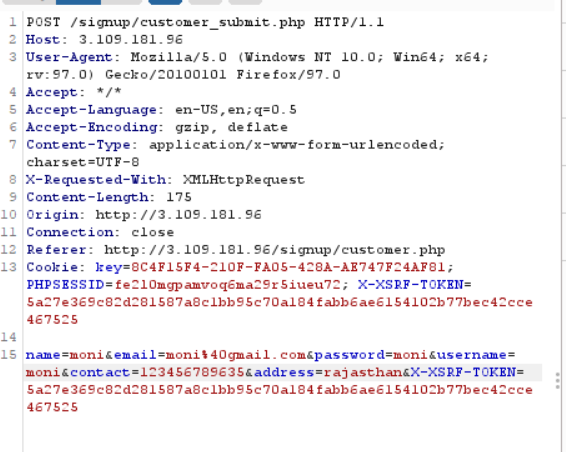 1 POST /signup/customer_submit.php HTTP/1.1
2 Host: 3.109.181.96
3 User-Agent: Mozilla/5.0 (Windows NT 10.0; Win64; x64;
rv:97.0) Gecko/20100101 Firefox/97.0
4 Accept: */*
5 Accept-Language: en-US,en;q=0.5
6 Accept-Encoding: gzip, deflate
7 Content-Type: application/x-www-form-urlencoded;
charset=UTF-8
8 X-Requested-With: XMLHttpRequest
9 Content-Length: 175
10 Origin: http://3.109.181.96
11 Connection: close
12 Referer: http://3.109.181.96/signup/customer.php
13 Cookie: key=8C4F15F4-210F-FA05-428A-AE747F24AF81;
PHPSESSID=fe210mgpamvoq6ma29r5iueu72; X-XSRF-TOKEN=
5a27e369c82d281587a8c1bb95c70a184fabb6ae6154102b77bec42cce
467525
14
15 name=moni&email=moni%40gmail.com&password=moni&username=
moni&contact=123456789635&address=rajasthan&X-XSRF-TOKEN=
5a27e369c82d281587a8c1bb95c70a184fabb6ae6154102b77bec42cce
467525